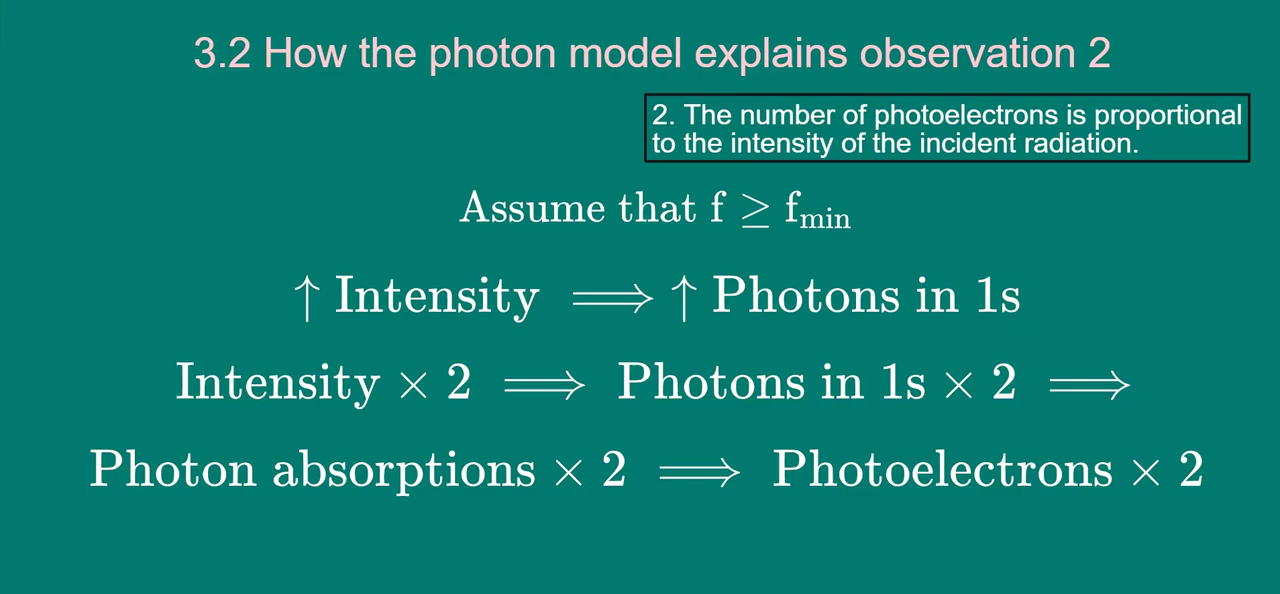 3.2 How the photon model explains observation 2
2. The number of photoelectrons is proportional
to the intensity of the incident radiation.
Assume that f ≥ f_min
↑ Intensity ⟹ ↑ Photons in 1s
Intensity × 2 ⟹ Photons in 1s × 2 ⟹
Photon absorptions × 2 ⟹ Photoelectrons × 2